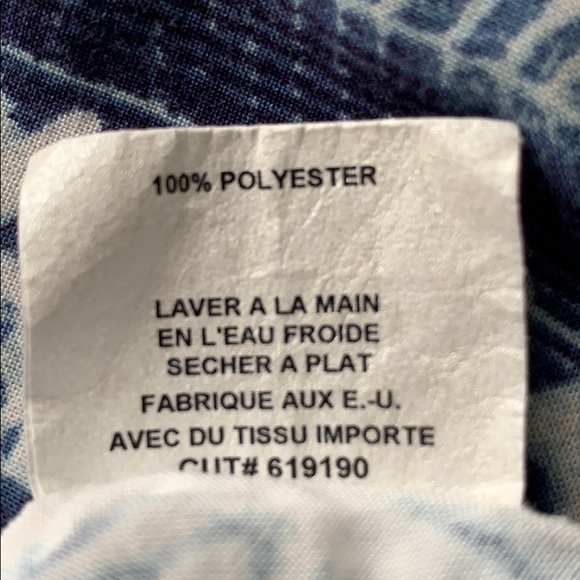 100% POLYESTER
LAVER A LA MAIN
EN L'EAU FROIDE
SECHER A PLAT
FABRIQUE AUX E.-U.
AVEC DU TISSU IMPORTE
CUT# 619190